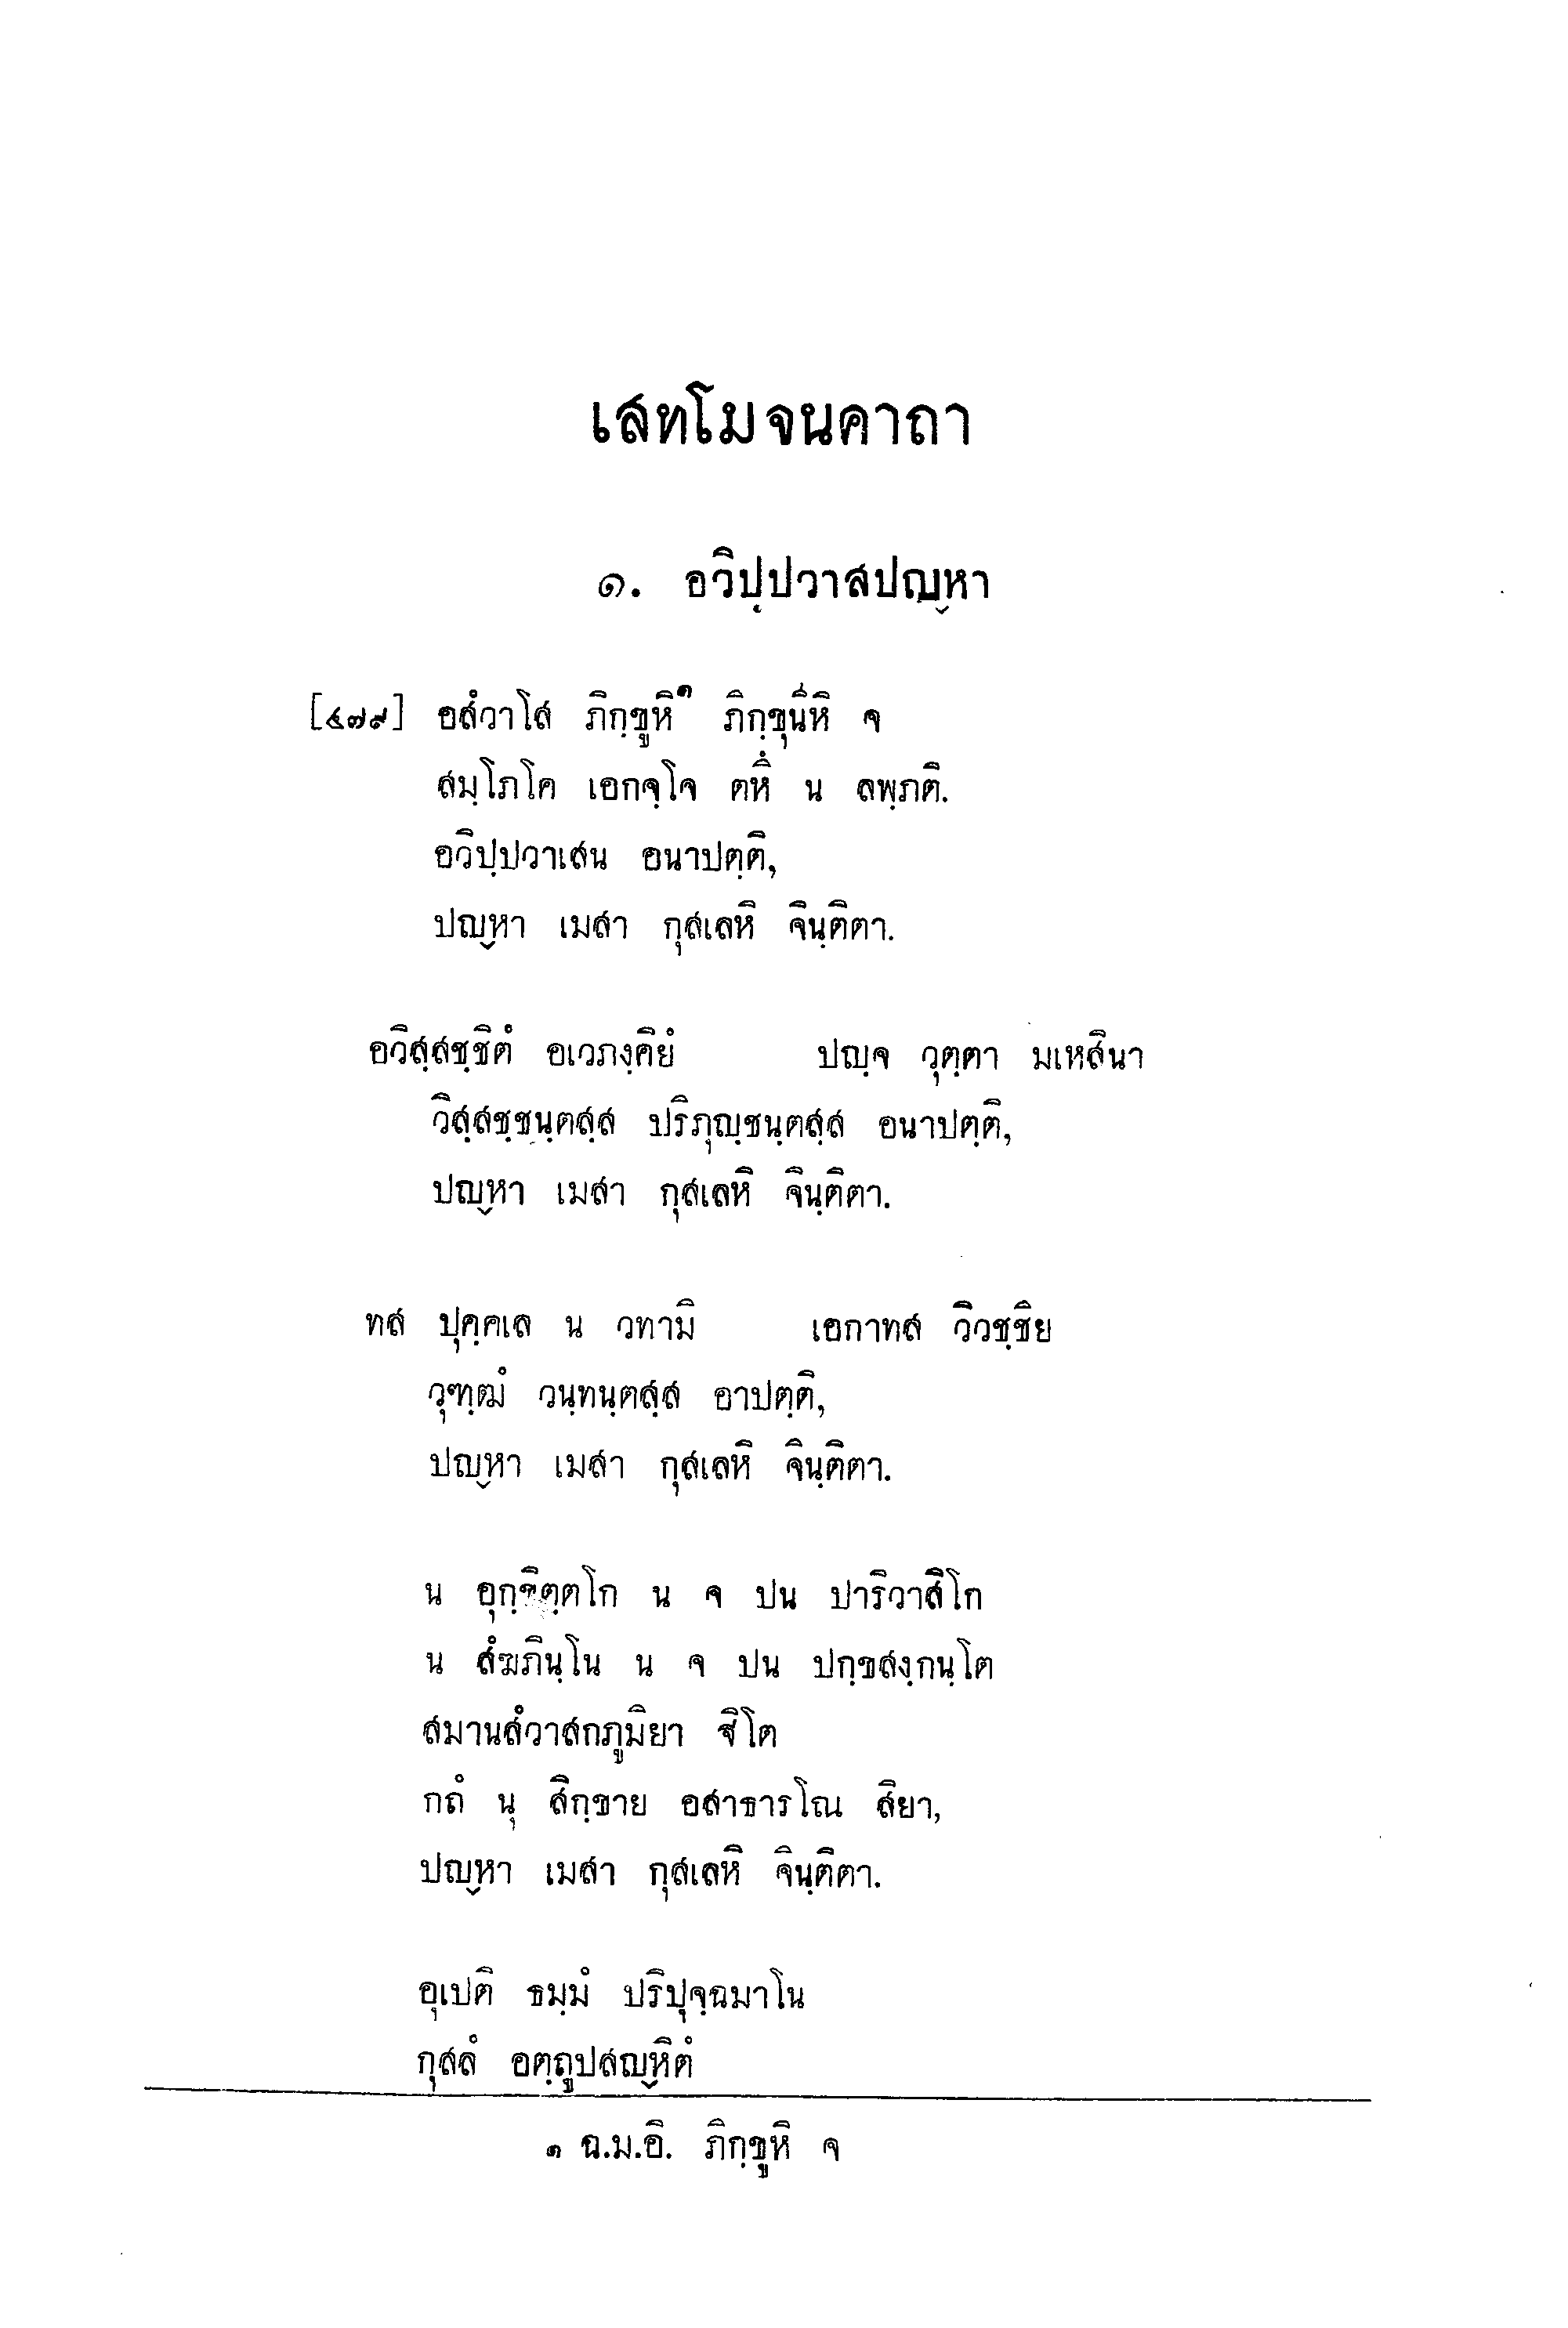 เสทโมจนคาถา
๑. อวิปฺปวาสปญฺหา
[๔๗๙] อสํวาโส ภิกฺขูหิ๑ ภิกฺขุนีหิ จ
สมฺโภโค เอกจฺโจ ตหึ น ลพฺภติ.
อวิปฺปวาเสน อนาปตฺติ,
ปญฺหา เมสา กุสเลหิ จินฺติตา.
อวิสฺสชฺชิตํ อเวภงฺคิยํ ปญฺจ วุตฺตา มเหสินา
วิสฺสชฺชนฺตสฺส ปริภุญฺชนฺตสฺส อนาปตฺติ,
ปญฺหา เมสา กุสเลหิ จินฺติตา.
ทส ปุคฺคเล น วทามิ เอกาทส วิวชฺชิย
วุฑฺฒํ วนฺทนฺตสฺส อาปตฺติ,
ปญฺหา เมสา กุสเลหิ จินฺติตา.
น อุกฺขิตฺตโก น จ ปน ปาริวาสิโก
น สํฆภินฺโน น จ ปน ปกฺขสงฺกนฺโต
สมานสํวาสกภูมิยา ฐิโต
กถํ นุ สิกฺขาย อสาธารโณ สิยา,
ปญฺหา เมสา กุสเลหิ จินฺติตา.
อุเปติ ธมฺมํ ปริปุจฺฉมาโน
กุสลํ อตฺถูปสญฺหิตํ
๑ ฉ.ม.อิ. ภิกฺขูหิ จ